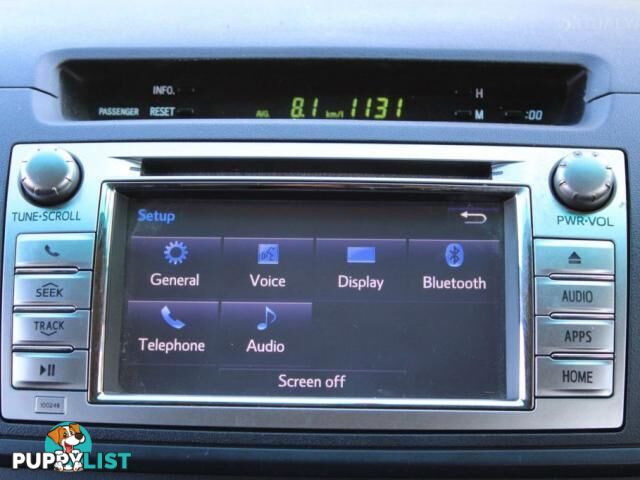 INFO.
H
PASSENGER RESET AVG. 8.1 km/l 1131 M :00
TUNE•SCROLL
PWR•VOL
Setup
General Voice Display Bluetooth
Telephone Audio
Screen off
SEEK
TRACK
AUDIO
APPS
HOME
100248
PUPPYLIST